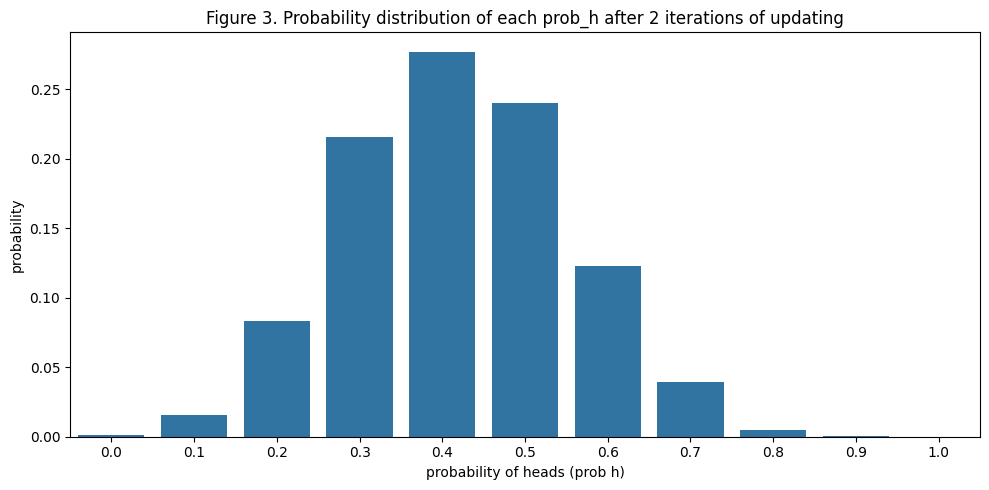 Figure 3. Probability distribution of each prob_h after 2 iterations of updating
0.25
0.20
0.15
0.10
0.05
0.00
probability
0.0 0.1 0.2 0.3 0.4 0.5 0.6 0.7 0.8 0.9 1.0
probability of heads (prob h)